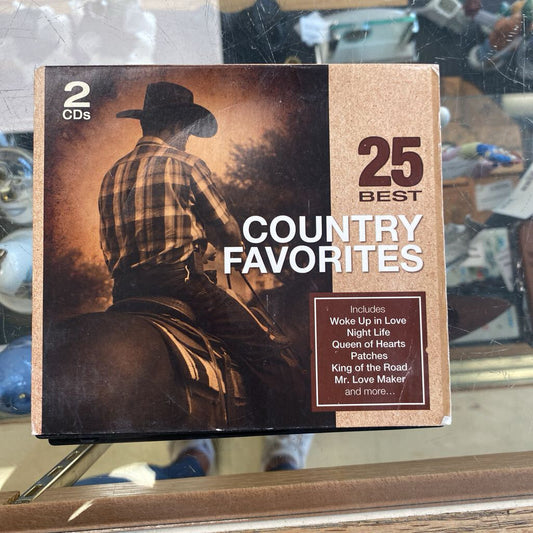 2
CDs
25
BEST
COUNTRY
FAVORITES
Includes
Woke Up in Love
Night Life
Queen of Hearts
Patches
King of the Road
Mr. Love Maker
and more...